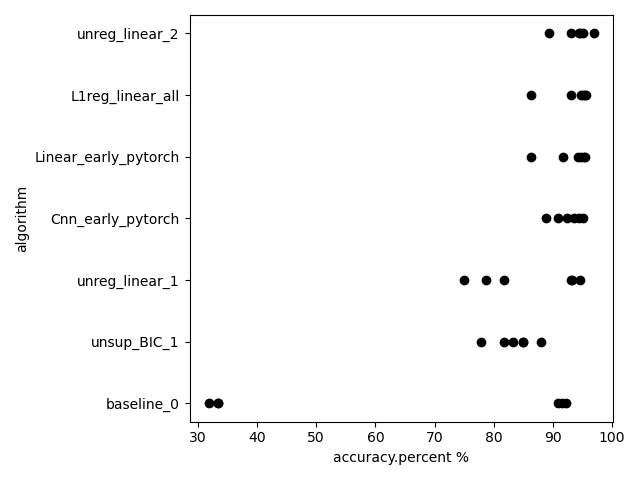 unreg_linear_2
L1reg_linear_all
Linear_early_pytorch
Cnn_early_pytorch
unreg_linear_1
unsup_BIC_1
baseline_0
algorithm
30 40 50 60 70 80 90 100
accuracy.percent %